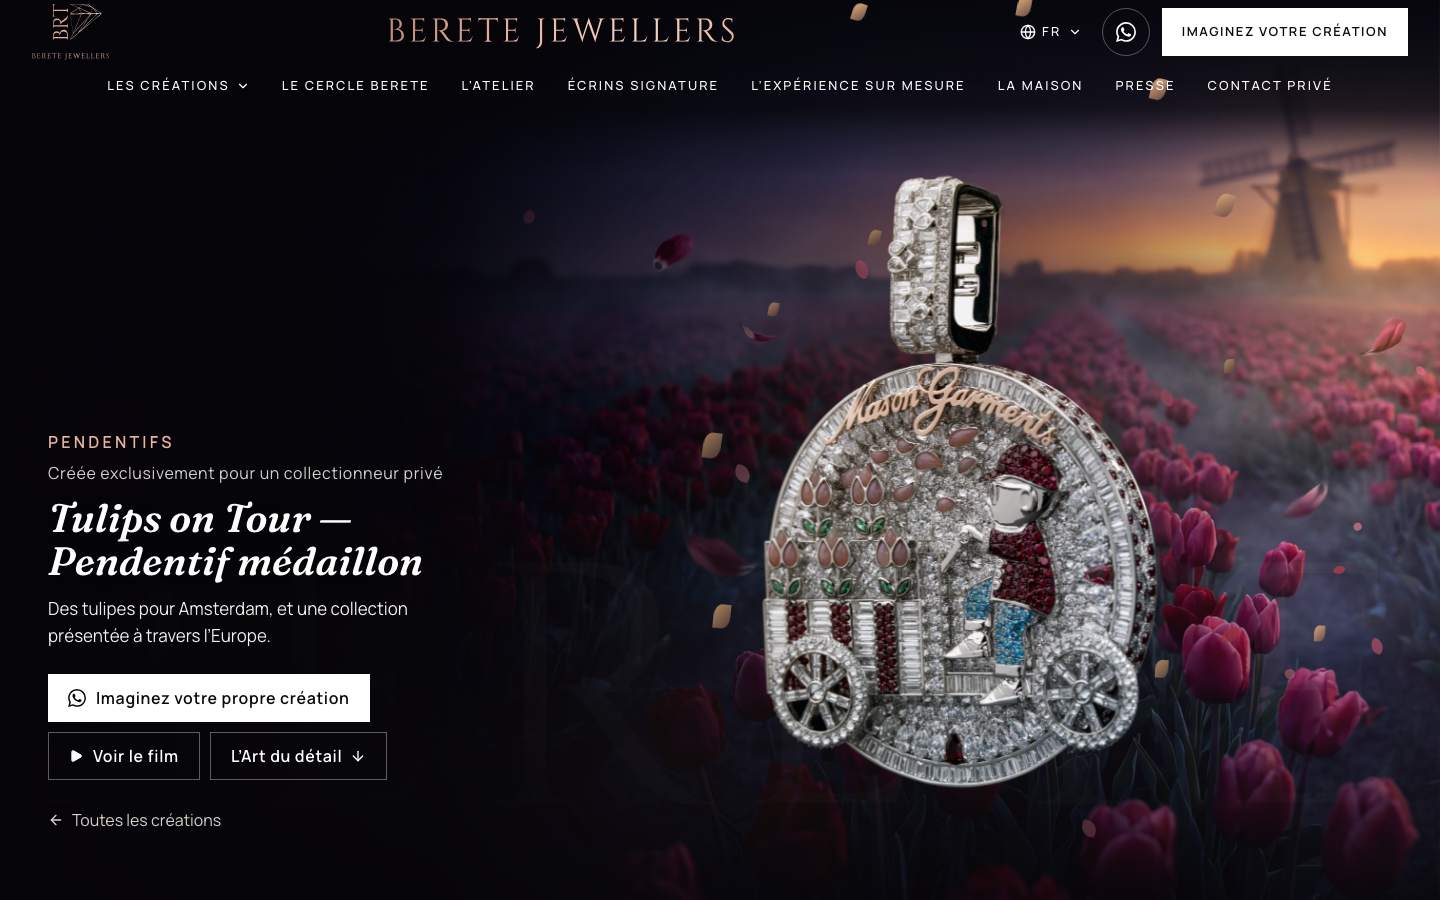 BRT
BERETE JEWELLERS
BERETE JEWELLERS
FR
IMAGINEZ VOTRE CRÉATION
LES CRÉATIONS
LE CERCLE BERETE
L'ATELIER
ÉCRINS SIGNATURE
L'EXPÉRIENCE SUR MESURE
LA MAISON
PRESSE
CONTACT PRIVÉ
Mason Garments
PENDENTIFS
Créée exclusivement pour un collectionneur privé
Tulips on Tour —
Pendentif médaillon
Des tulipes pour Amsterdam, et une collection
présentée à travers l'Europe.
Imaginez votre propre création
Voir le film
L'Art du détail ↓
← Toutes les créations